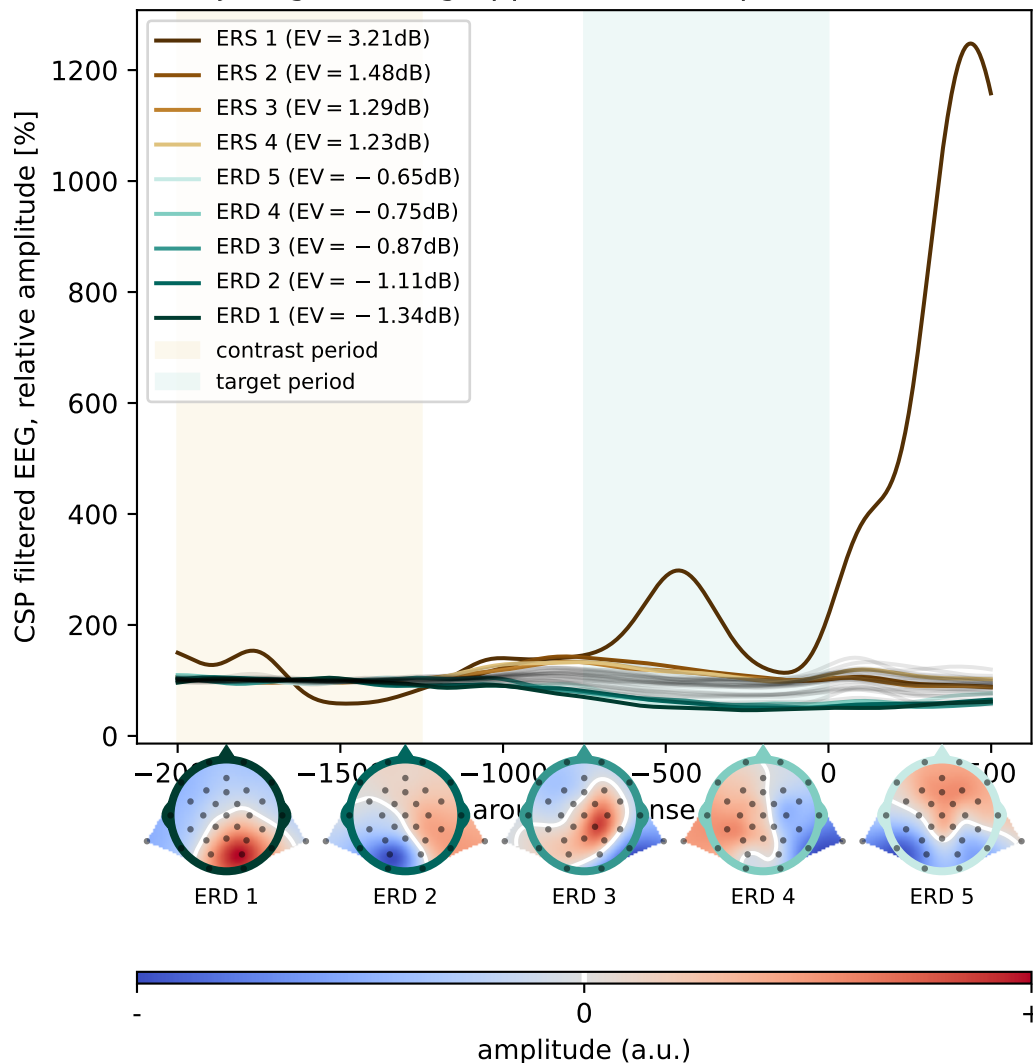 ERS 1 (EV = 3.21dB)
ERS 2 (EV = 1.48dB)
ERS 3 (EV = 1.29dB)
ERS 4 (EV = 1.23dB)
ERD 5 (EV = − 0.65dB)
ERD 4 (EV = − 0.75dB)
ERD 3 (EV = − 0.87dB)
ERD 2 (EV = − 1.11dB)
ERD 1 (EV = − 1.34dB)
contrast period
target period
CSP filtered EEG, relative amplitude [%]
1200
1000
800
600
400
200
0
−1000 −500 0
ERD 1 ERD 2 ERD 3 ERD 4 ERD 5
- 0 +
amplitude (a.u.)